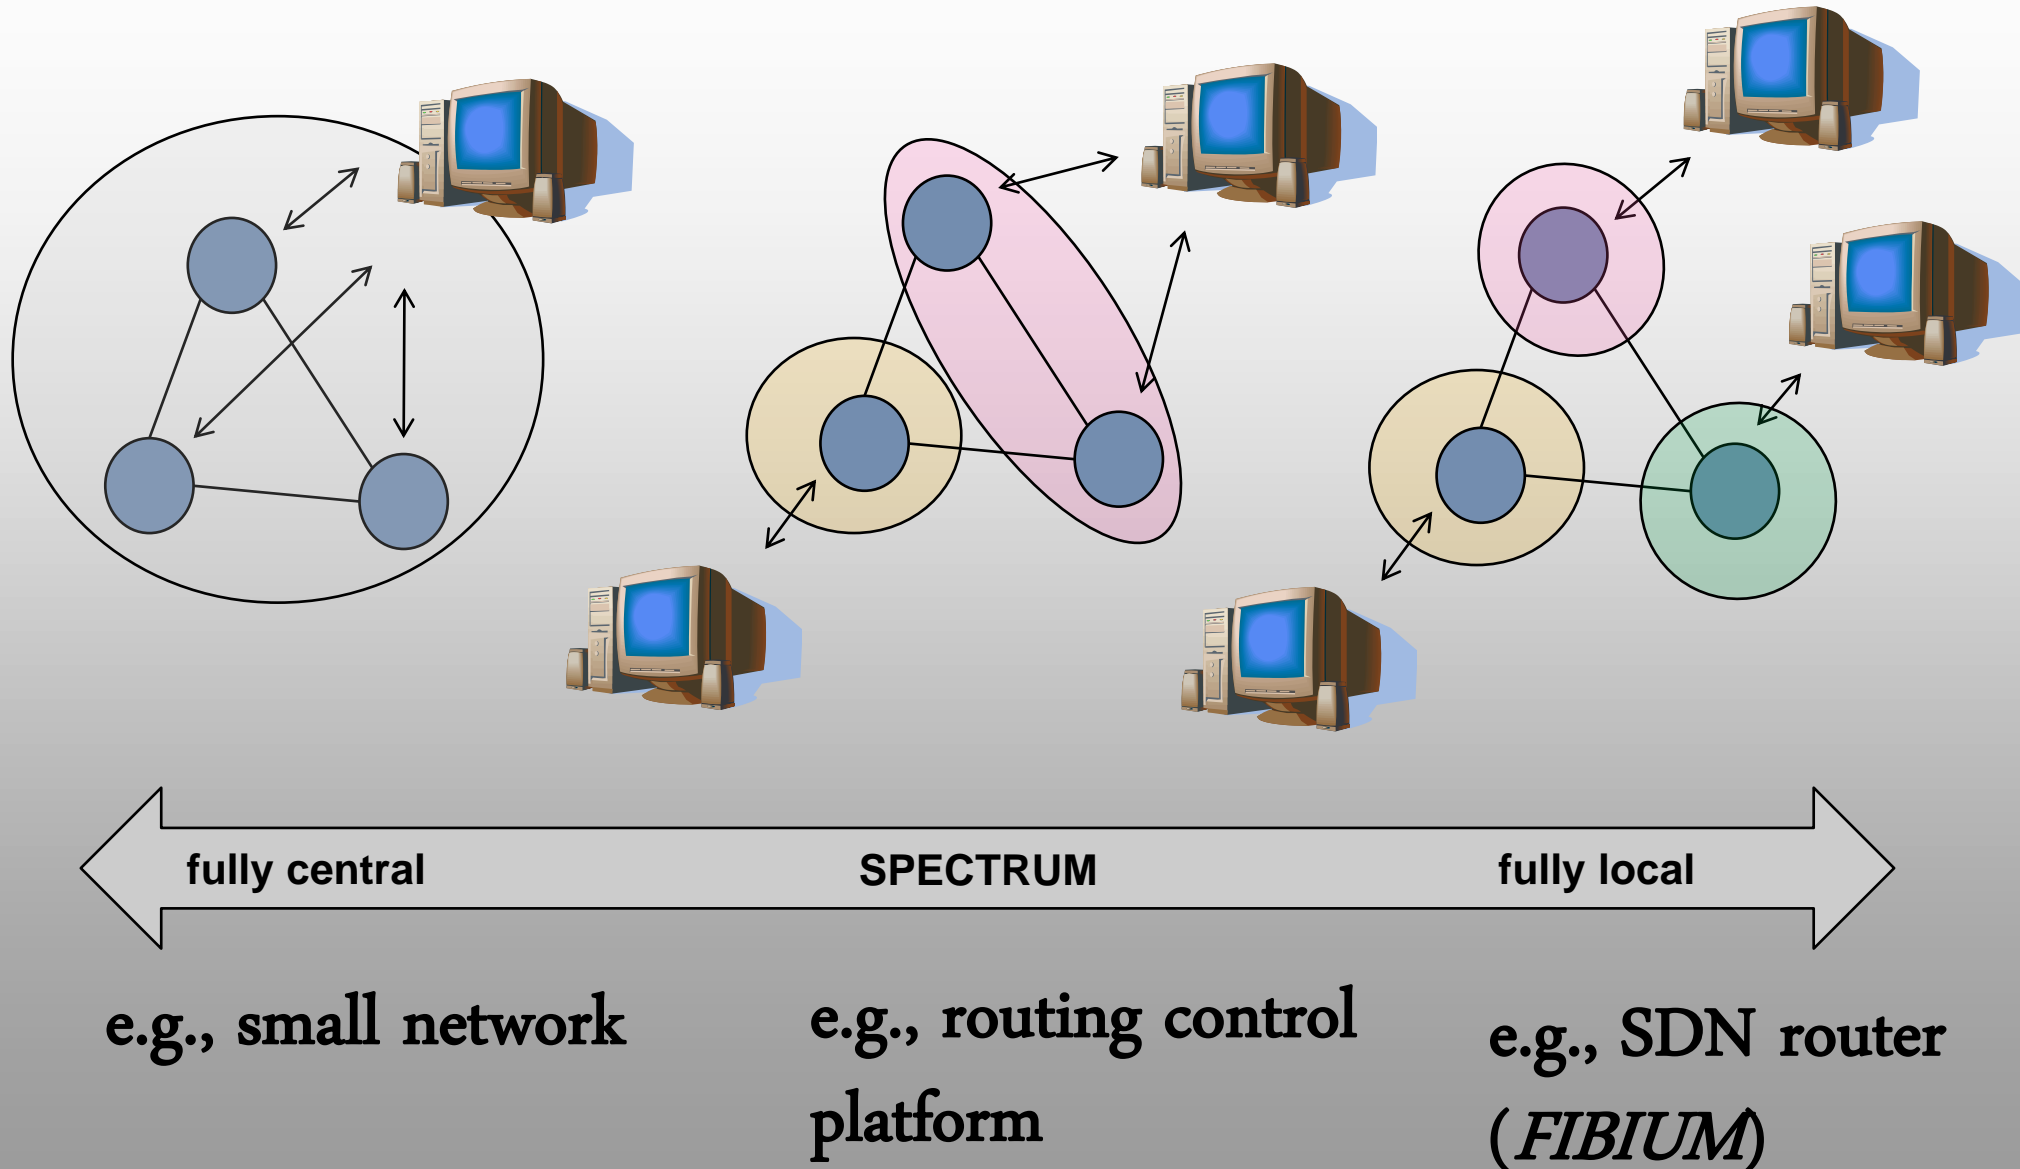 fully central
SPECTRUM
fully local
e.g., small network
e.g., routing control
platform
e.g., SDN router
(FIBIUM)